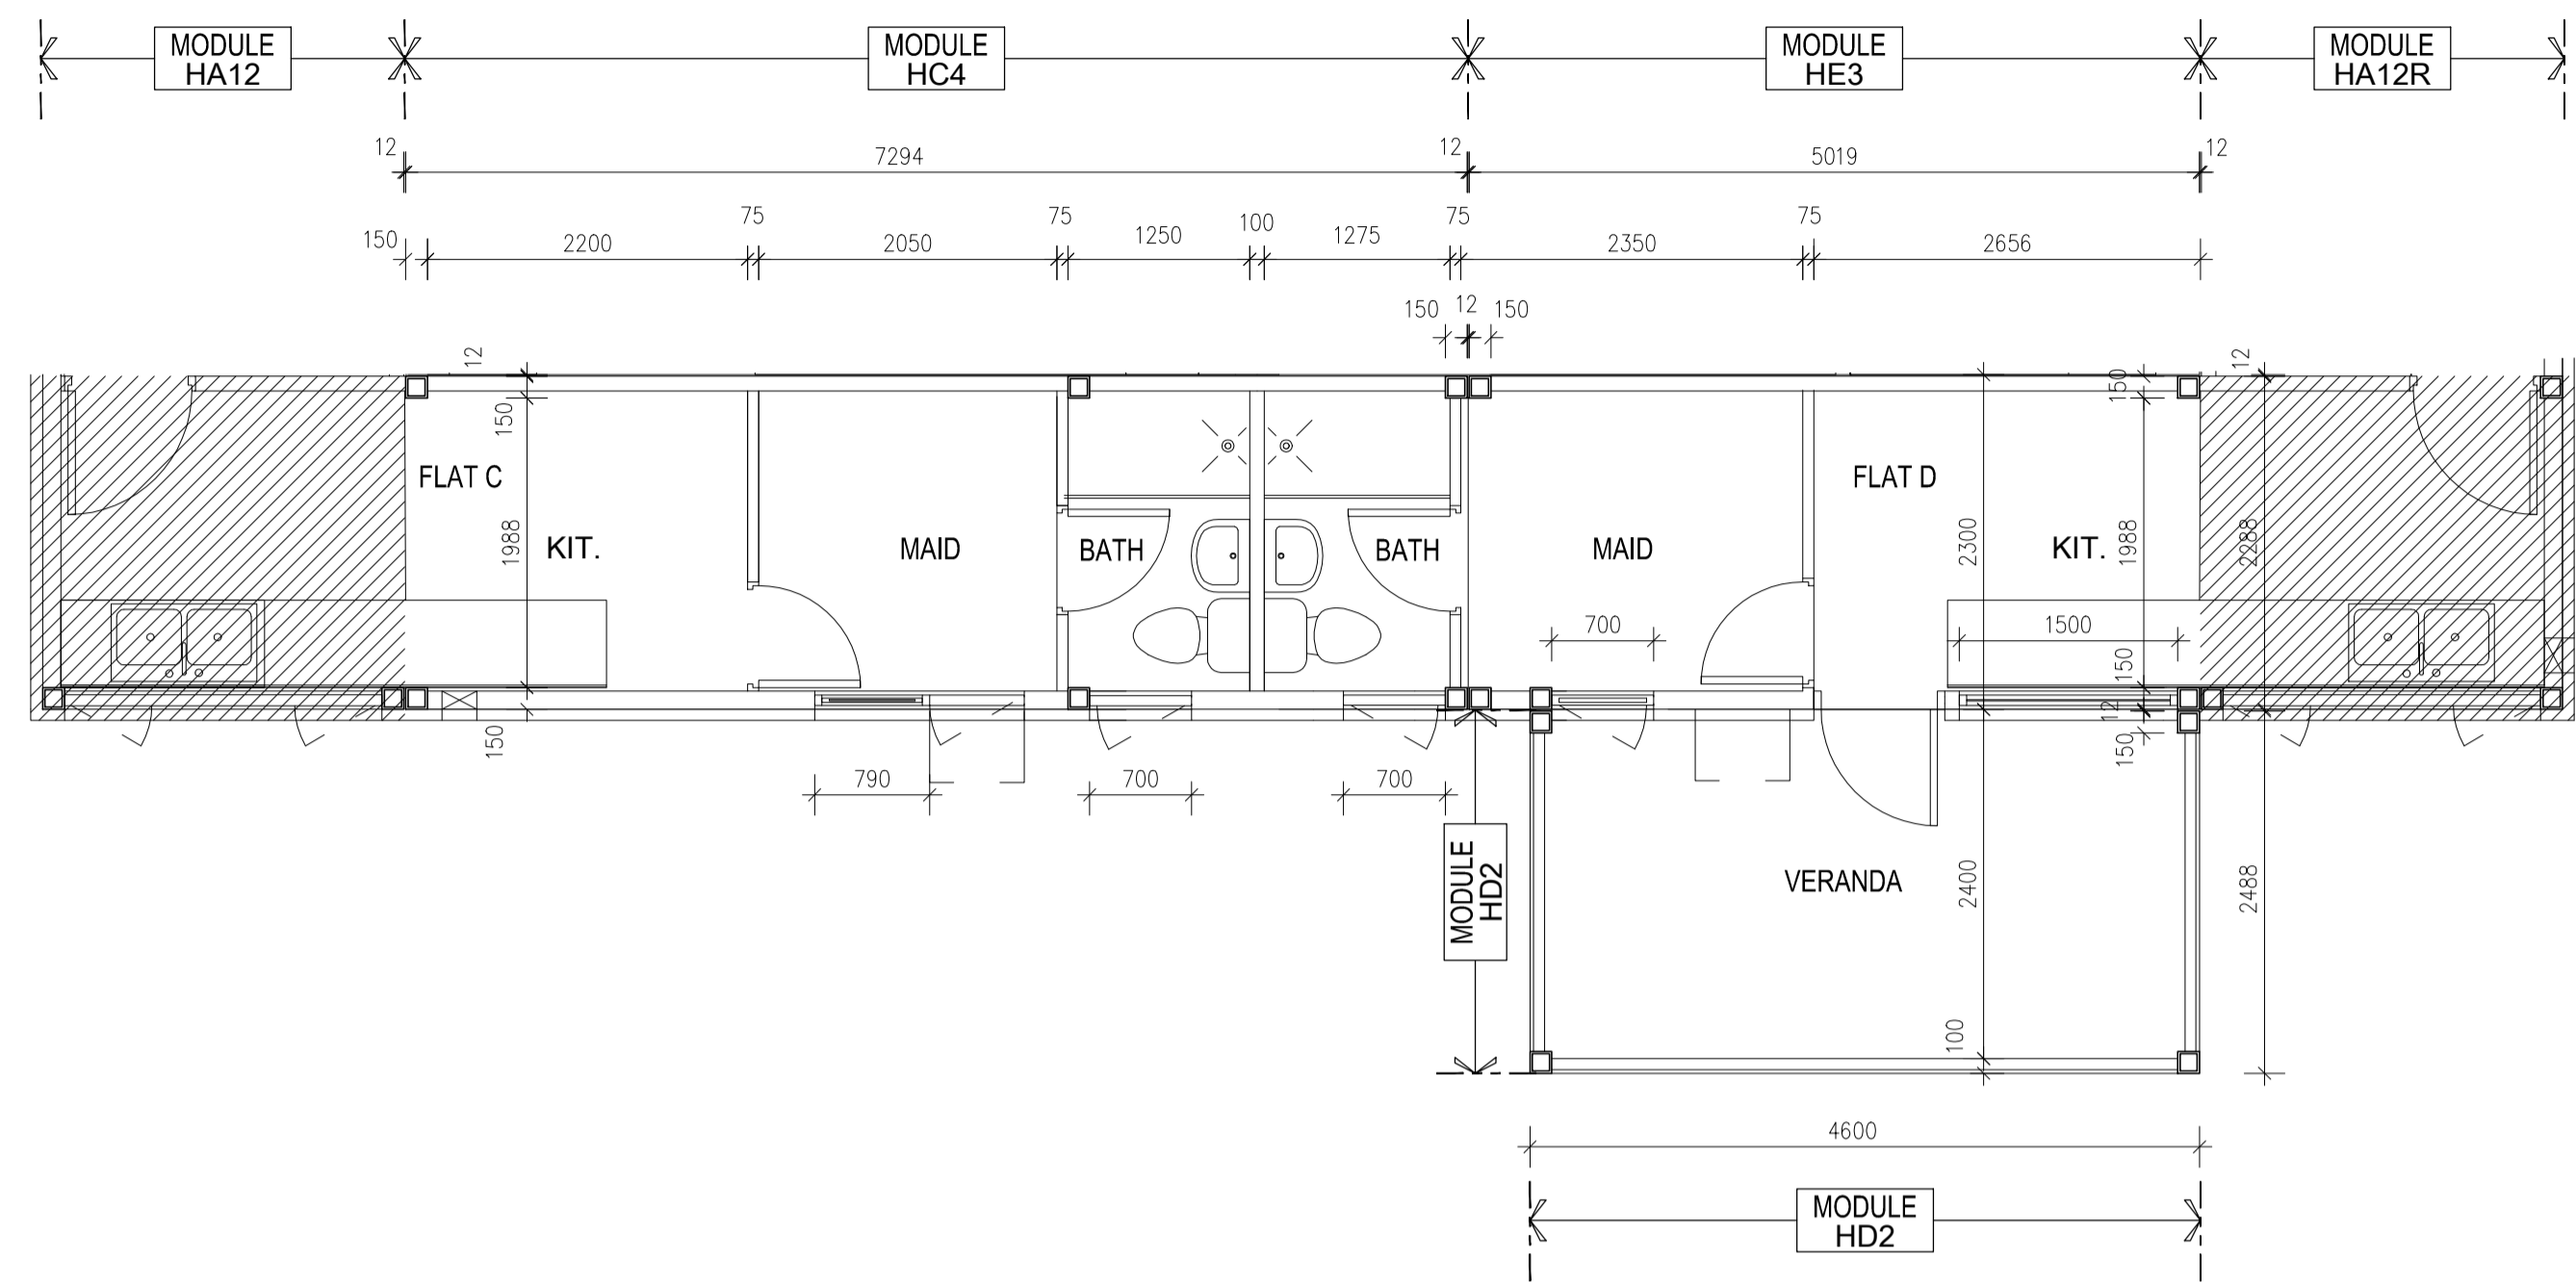 MODULE
HA12
MODULE
HC4
MODULE
HE3
MODULE
HA12R
12
7294
12
5019
12
150
2200
75
2050
75
1250
100
1275
75
2350
75
2656
150
12
150
12
150
1988
150
FLAT C
KIT.
MAID
BATH
BATH
MAID
FLAT D
KIT.
2300
1988
2288
150
12
700
1500
150
12
150
790
700
700
MODULE
HD2
VERANDA
2400
100
2488
4600
MODULE
HD2